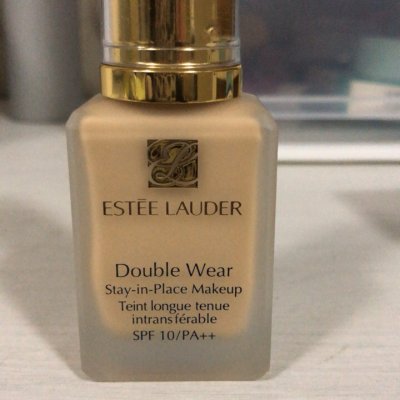 ESTĒE LAUDER
Double Wear
Stay-in-Place Makeup
Teint longue tenue
intransférable
SPF 10/PA++